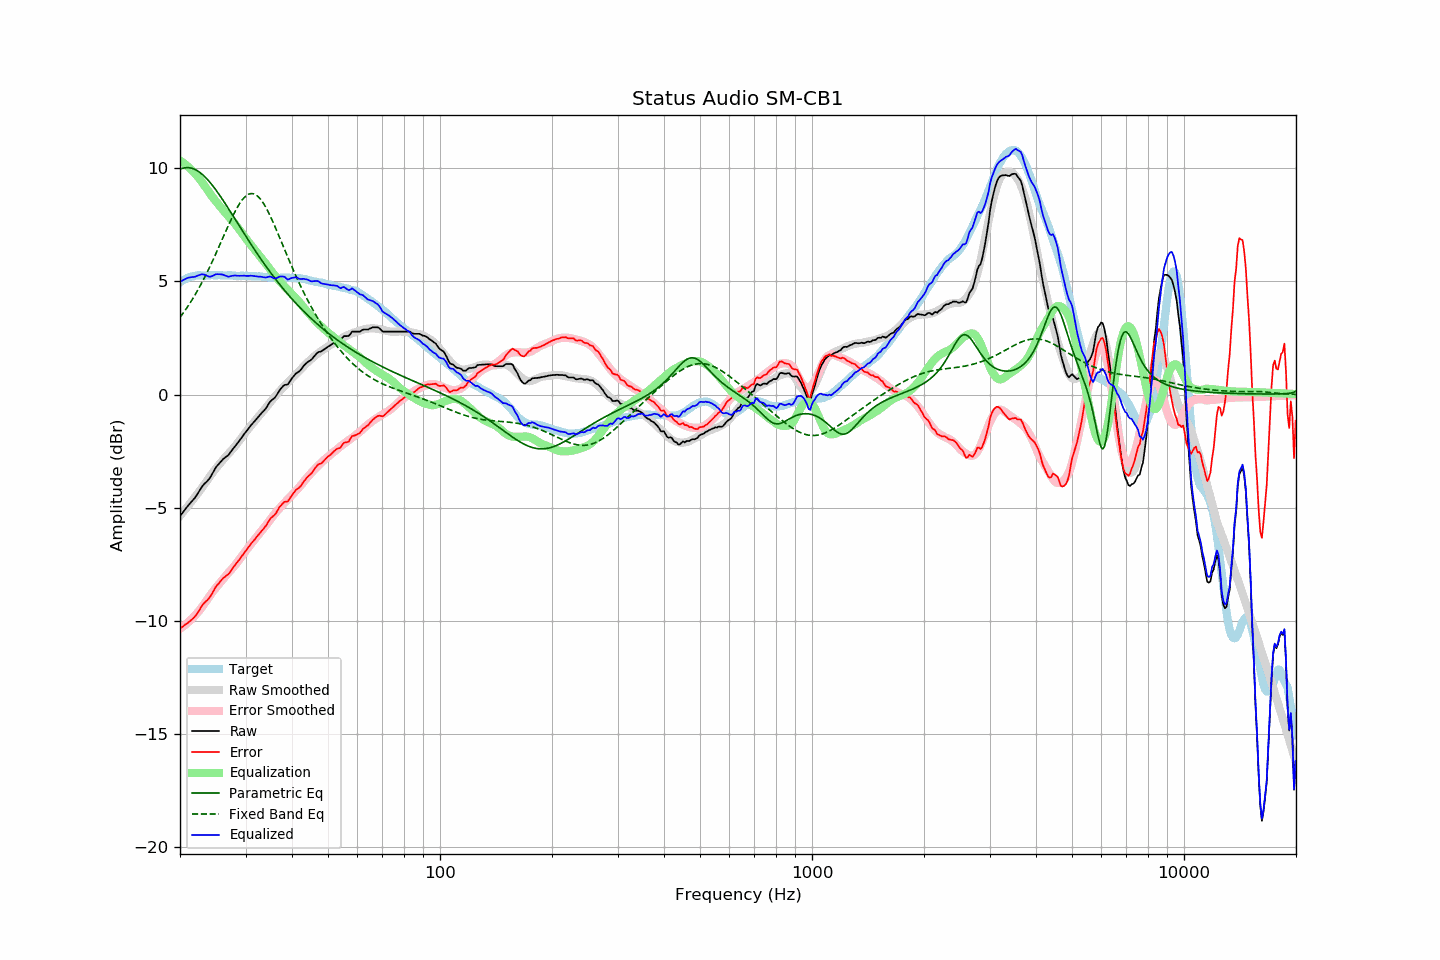 Status Audio SM-CB1
10
5
0
−5
−10
−15
−20
Amplitude (dBr)
Target
Raw Smoothed
Error Smoothed
Raw
Error
Equalization
Parametric Eq
Fixed Band Eq
Equalized
100
1000
10000
Frequency (Hz)